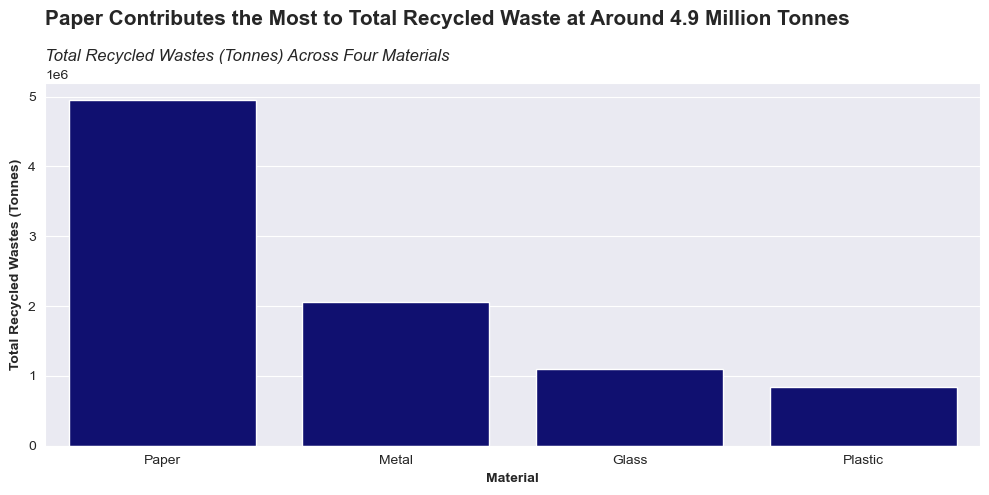 Paper Contributes the Most to Total Recycled Waste at Around 4.9 Million Tonnes
Total Recycled Wastes (Tonnes) Across Four Materials
1e6
5
4
3
2
1
0
Total Recycled Wastes (Tonnes)
Paper Metal Glass Plastic
Material